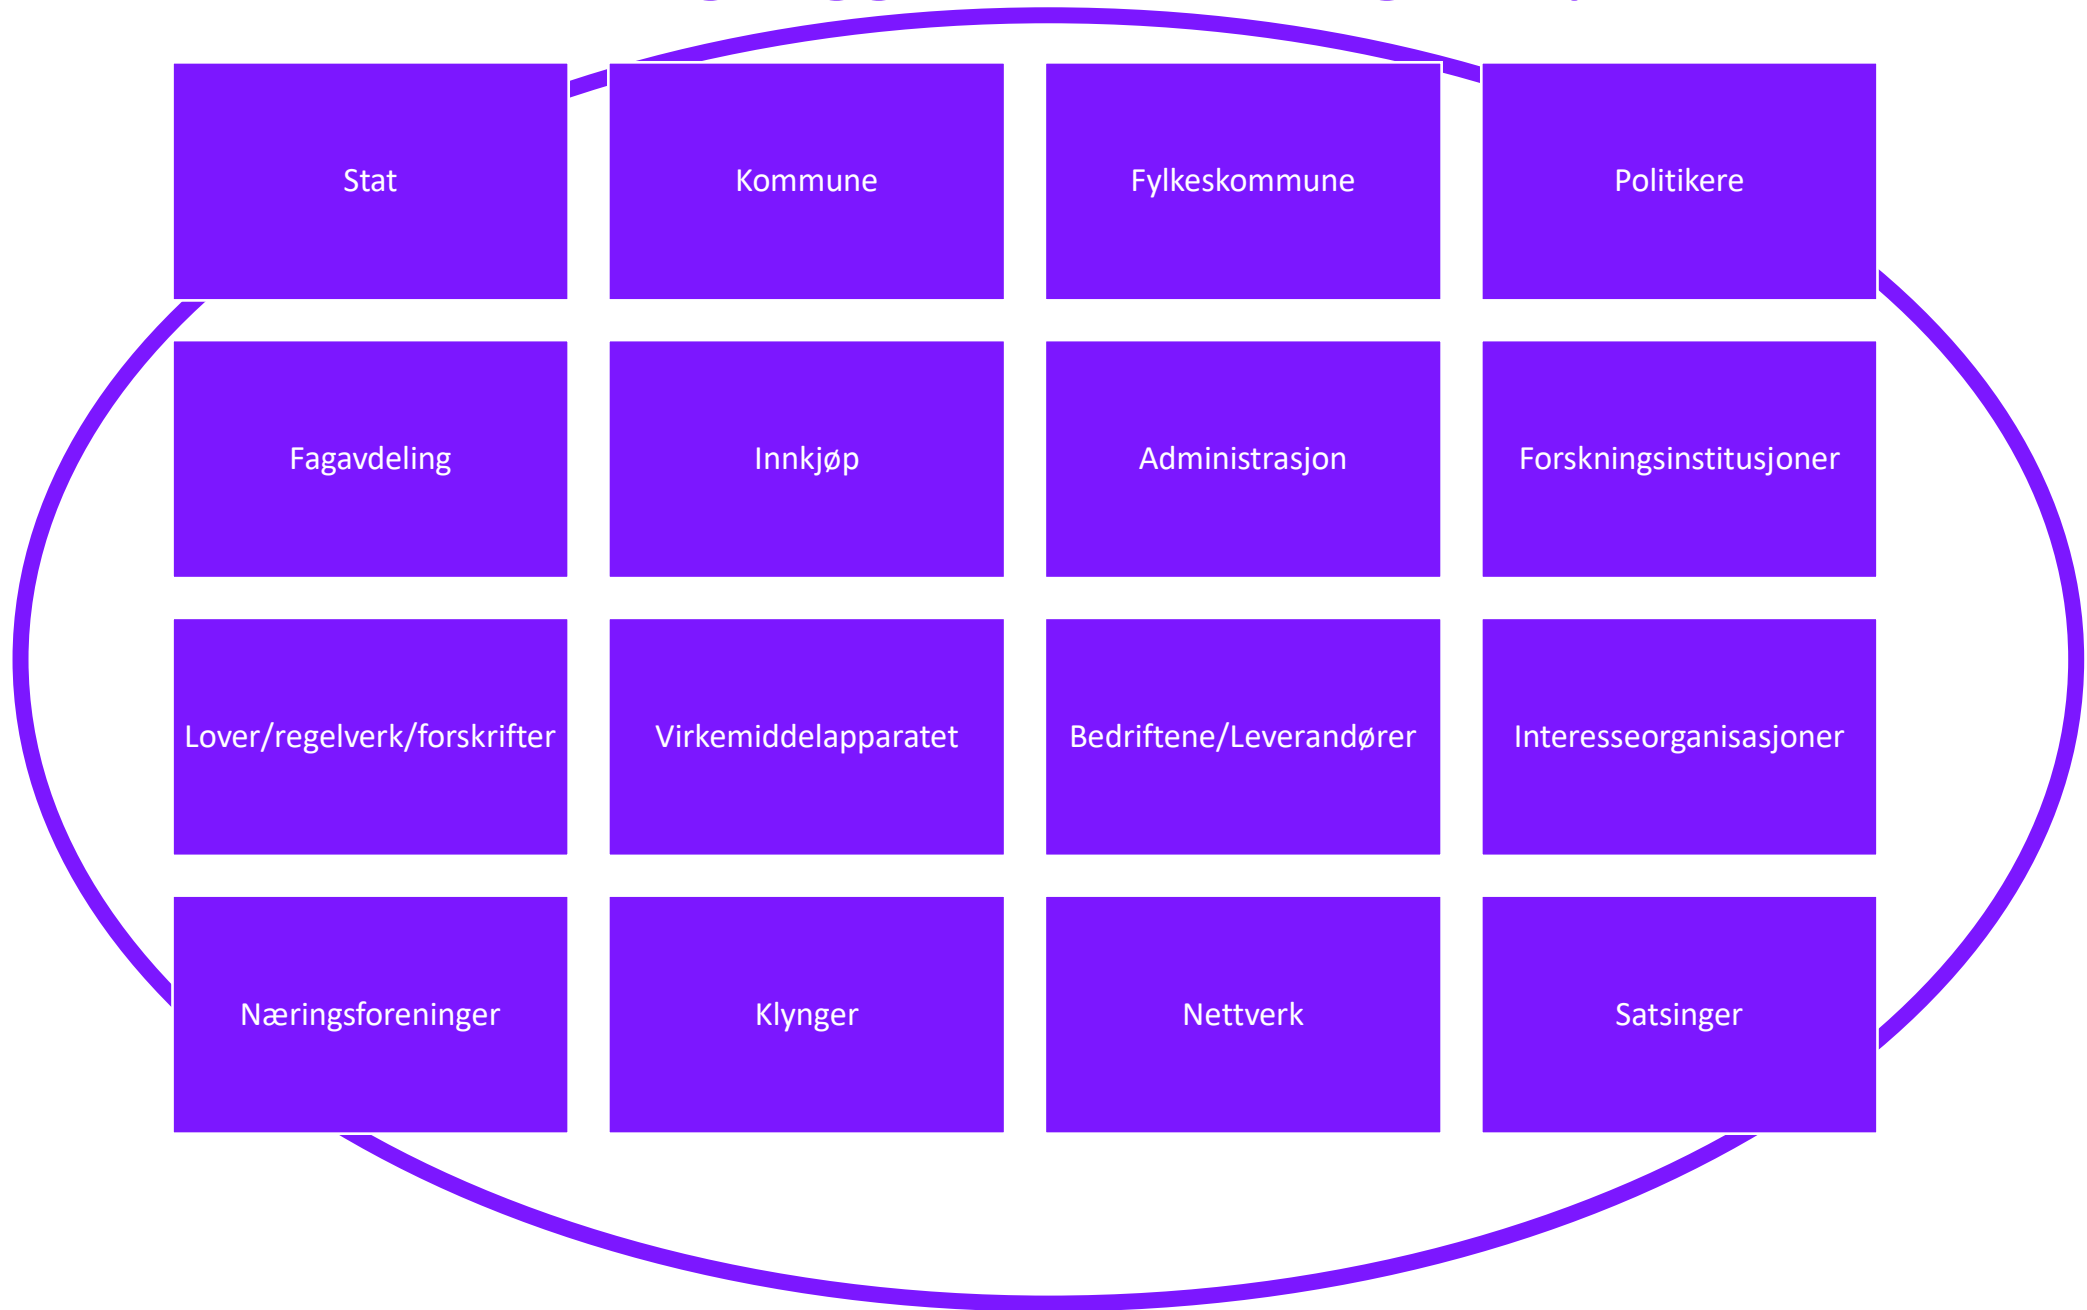 Stat
Kommune
Fylkeskommune
Politikere
Fagavdeling
Innkjøp
Administrasjon
Forskningsinstitusjoner
Lover/regelverk/forskrifter
Virkemiddelapparatet
Bedriftene/Leverandører
Interesseorganisasjoner
Næringsforeninger
Klynger
Nettverk
Satsinger